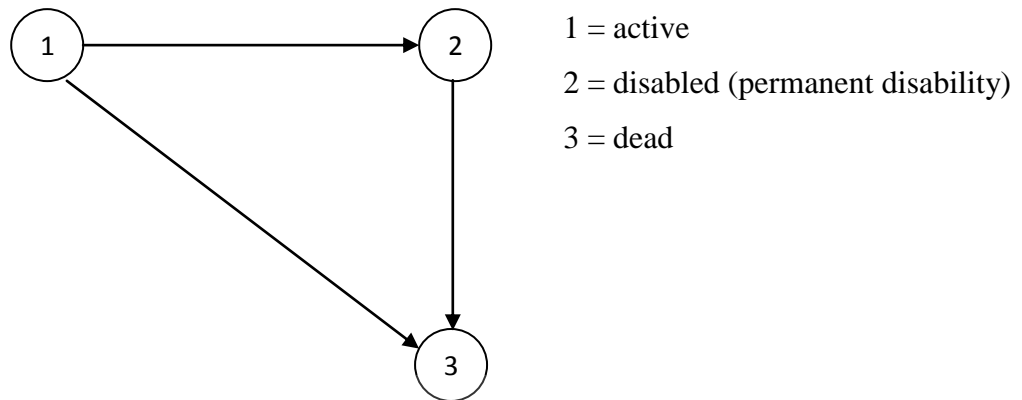 1
2
3
1 = active
2 = disabled (permanent disability)
3 = dead